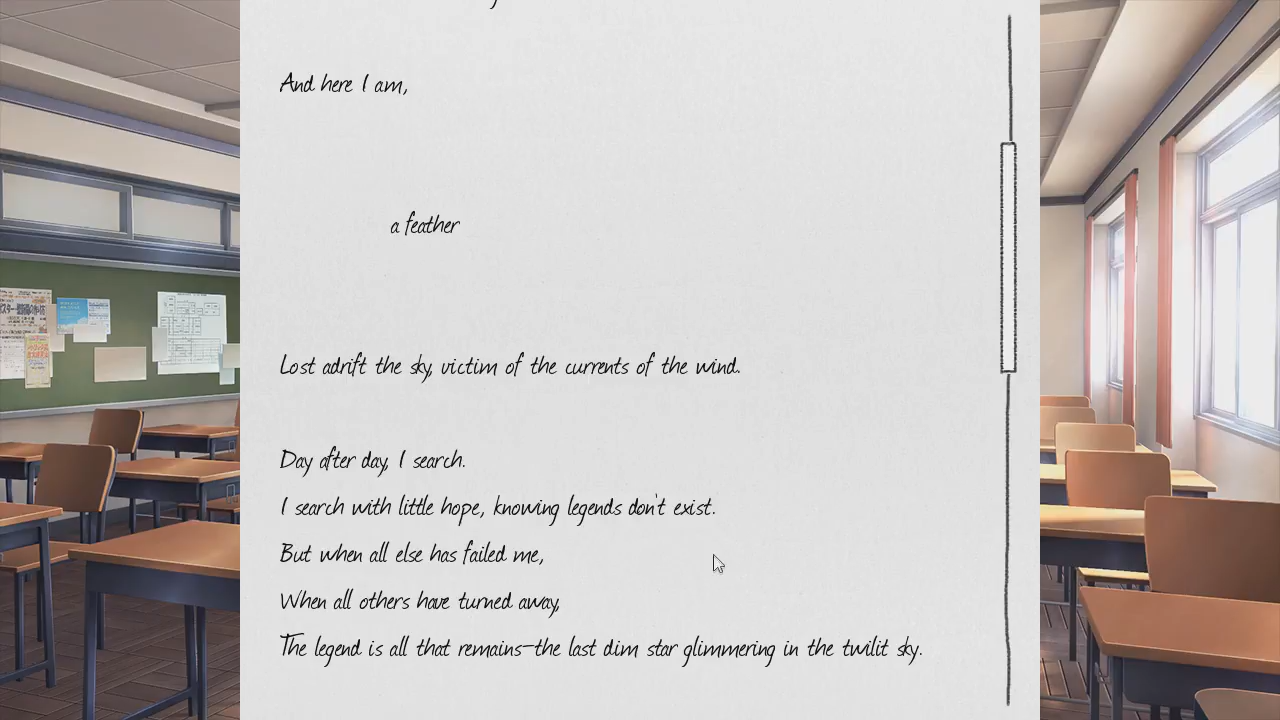 And here I am,
a feather
Lost adrift the sky, victim of the currents of the wind.
Day after day, I search.
I search with little hope, knowing legends don't exist.
But when all else has failed me,
When all others have turned away,
The legend is all that remains—the last dim star glimmering in the twilit sky.